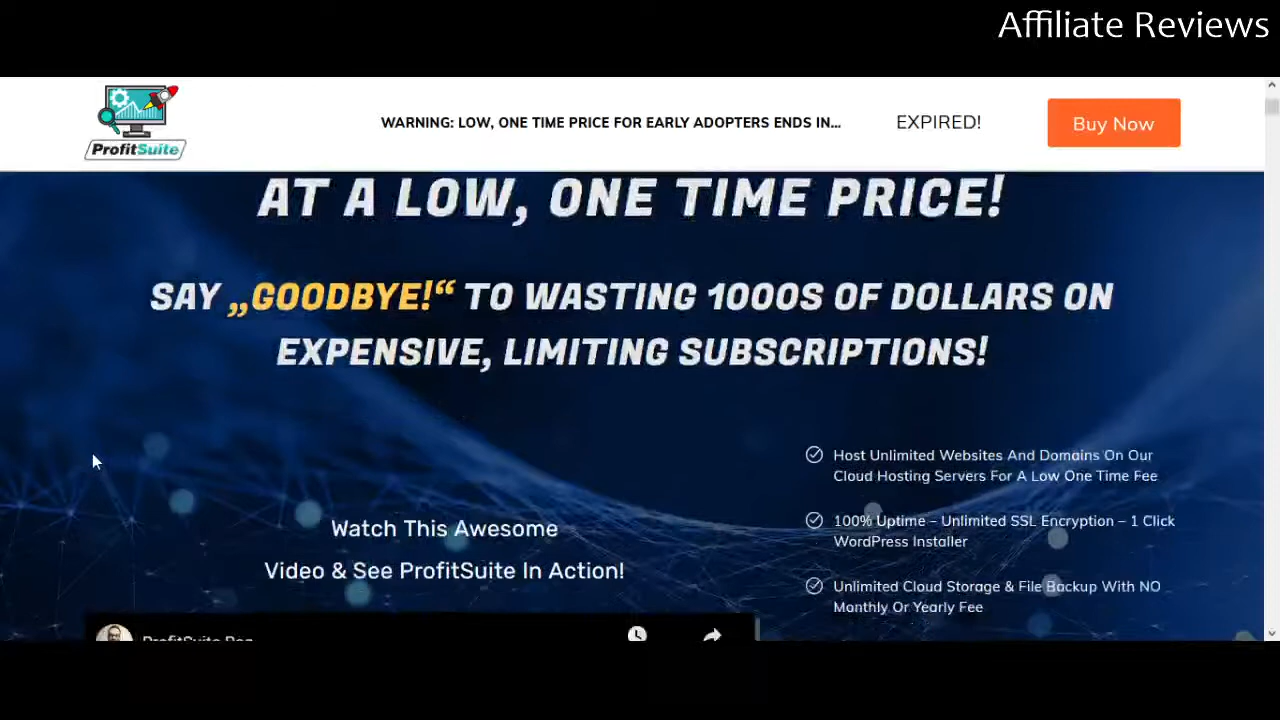 Affiliate Reviews
ProfitSuite
WARNING: LOW, ONE TIME PRICE FOR EARLY ADOPTERS ENDS IN...
EXPIRED!
Buy Now
AT A LOW, ONE TIME PRICE!
SAY „GOODBYE!“ TO WASTING 1000S OF DOLLARS ON
EXPENSIVE, LIMITING SUBSCRIPTIONS!
Host Unlimited Websites And Domains On Our
Cloud Hosting Servers For A Low One Time Fee
100% Uptime – Unlimited SSL Encryption – 1 Click
WordPress Installer
Unlimited Cloud Storage & File Backup With NO
Monthly Or Yearly Fee
Watch This Awesome
Video & See ProfitSuite In Action!
ProfitSuite